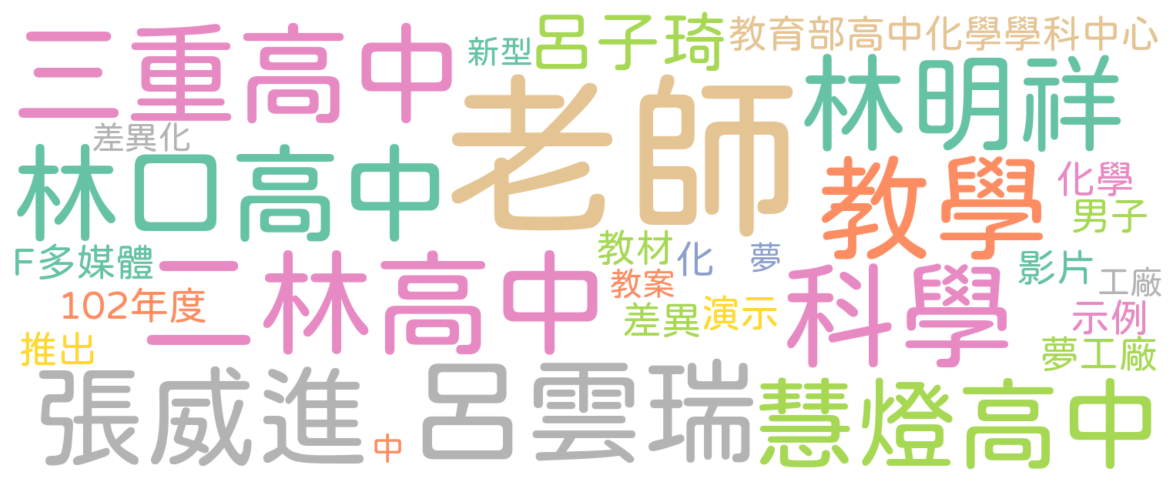 三重高中
新型
呂子琦
教育部高中化學學科中心
老師
林明祥
差異化
林口高中
教學
化學
男子
F多媒體
二林高中
教材
化
夢
教案
科學
影片
工廠
102年度
差異
演示
示例
推出
夢工廠
張威進
中
呂雲瑞
慧燈高中